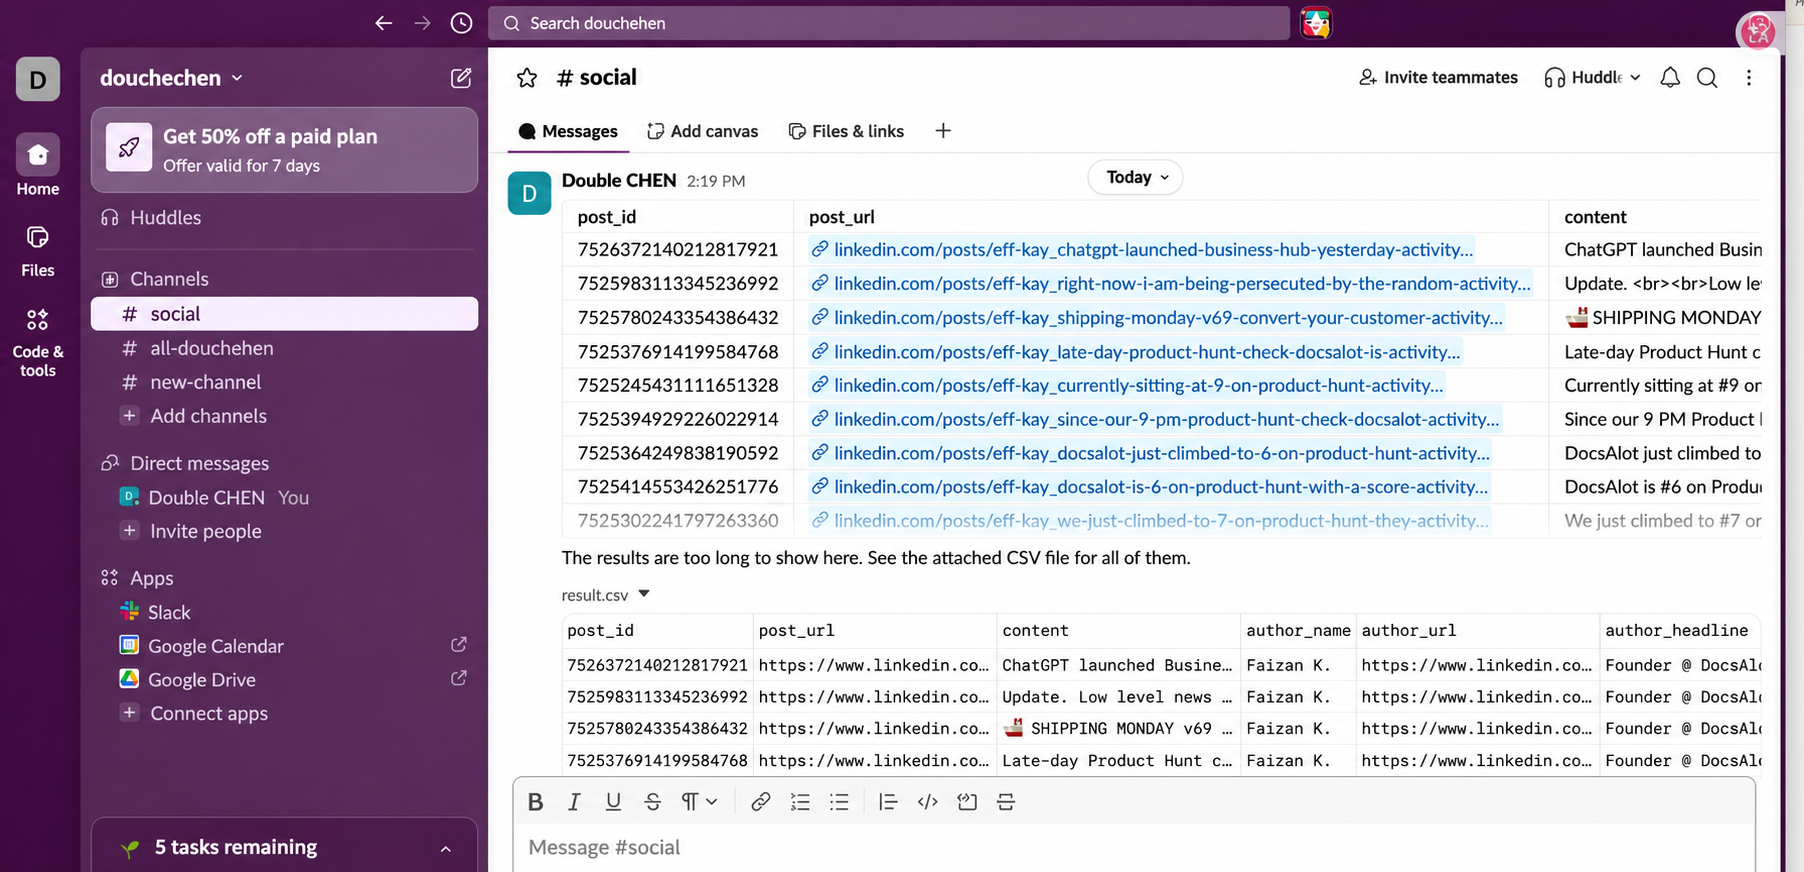 Search douchehen
D
douchechen
Get 50% off a paid plan
Offer valid for 7 days
Home
Files
Code & tools
Huddles
Channels
# social
# all-douchehen
# new-channel
+ Add channels
Direct messages
D Double CHEN You
+ Invite people
Apps
Slack
Google Calendar
Google Drive
+ Connect apps
5 tasks remaining
# social
Invite teammates
Huddle
Messages
Add canvas
Files & links
+
Today
D
Double CHEN 2:19 PM
post_id post_url content
7526372140212817921 linkedin.com/posts/eff-kay_chatgpt-launched-business-hub-yesterday-activity... ChatGPT launched Busin
7525983113345236992 linkedin.com/posts/eff-kay_right-now-i-am-being-persecuted-by-the-random-activity... Update. <br><br>Low le
7525780243354386432 linkedin.com/posts/eff-kay_shipping-monday-v69-convert-your-customer-activity... 🚢 SHIPPING MONDAY
7525376914199584768 linkedin.com/posts/eff-kay_late-day-product-hunt-check-docsalot-is-activity... Late-day Product Hunt c
7525245431111651328 linkedin.com/posts/eff-kay_currently-sitting-at-9-on-product-hunt-activity... Currently sitting at #9 on
7525394929226022914 linkedin.com/posts/eff-kay_since-our-9-pm-product-hunt-check-docsalot-activity... Since our 9 PM Product
7525364249838190592 linkedin.com/posts/eff-kay_docsalot-just-climbed-to-6-on-product-hunt-activity... DocsAlot just climbed to
7525414553426251776 linkedin.com/posts/eff-kay_docsalot-is-6-on-product-hunt-with-a-score-activity... DocsAlot is #6 on Produ
7525302241797263360 linkedin.com/posts/eff-kay_we-just-climbed-to-7-on-product-hunt-they-activity... We just climbed to #7 or
The results are too long to show here. See the attached CSV file for all of them.
result.csv
post_id post_url content author_name author_url author_headline
7526372140212817921 https://www.linkedin.co… ChatGPT launched Busine… Faizan K. https://www.linkedin.co… Founder @ DocsAlo
7525983113345236992 https://www.linkedin.co… Update. Low level news … Faizan K. https://www.linkedin.co… Founder @ DocsAlo
7525780243354386432 https://www.linkedin.co… 🚢 SHIPPING MONDAY v69 … Faizan K. https://www.linkedin.co… Founder @ DocsAlo
7525376914199584768 https://www.linkedin.co… Late-day Product Hunt c… Faizan K. https://www.linkedin.co… Founder @ DocsAlo
Message #social